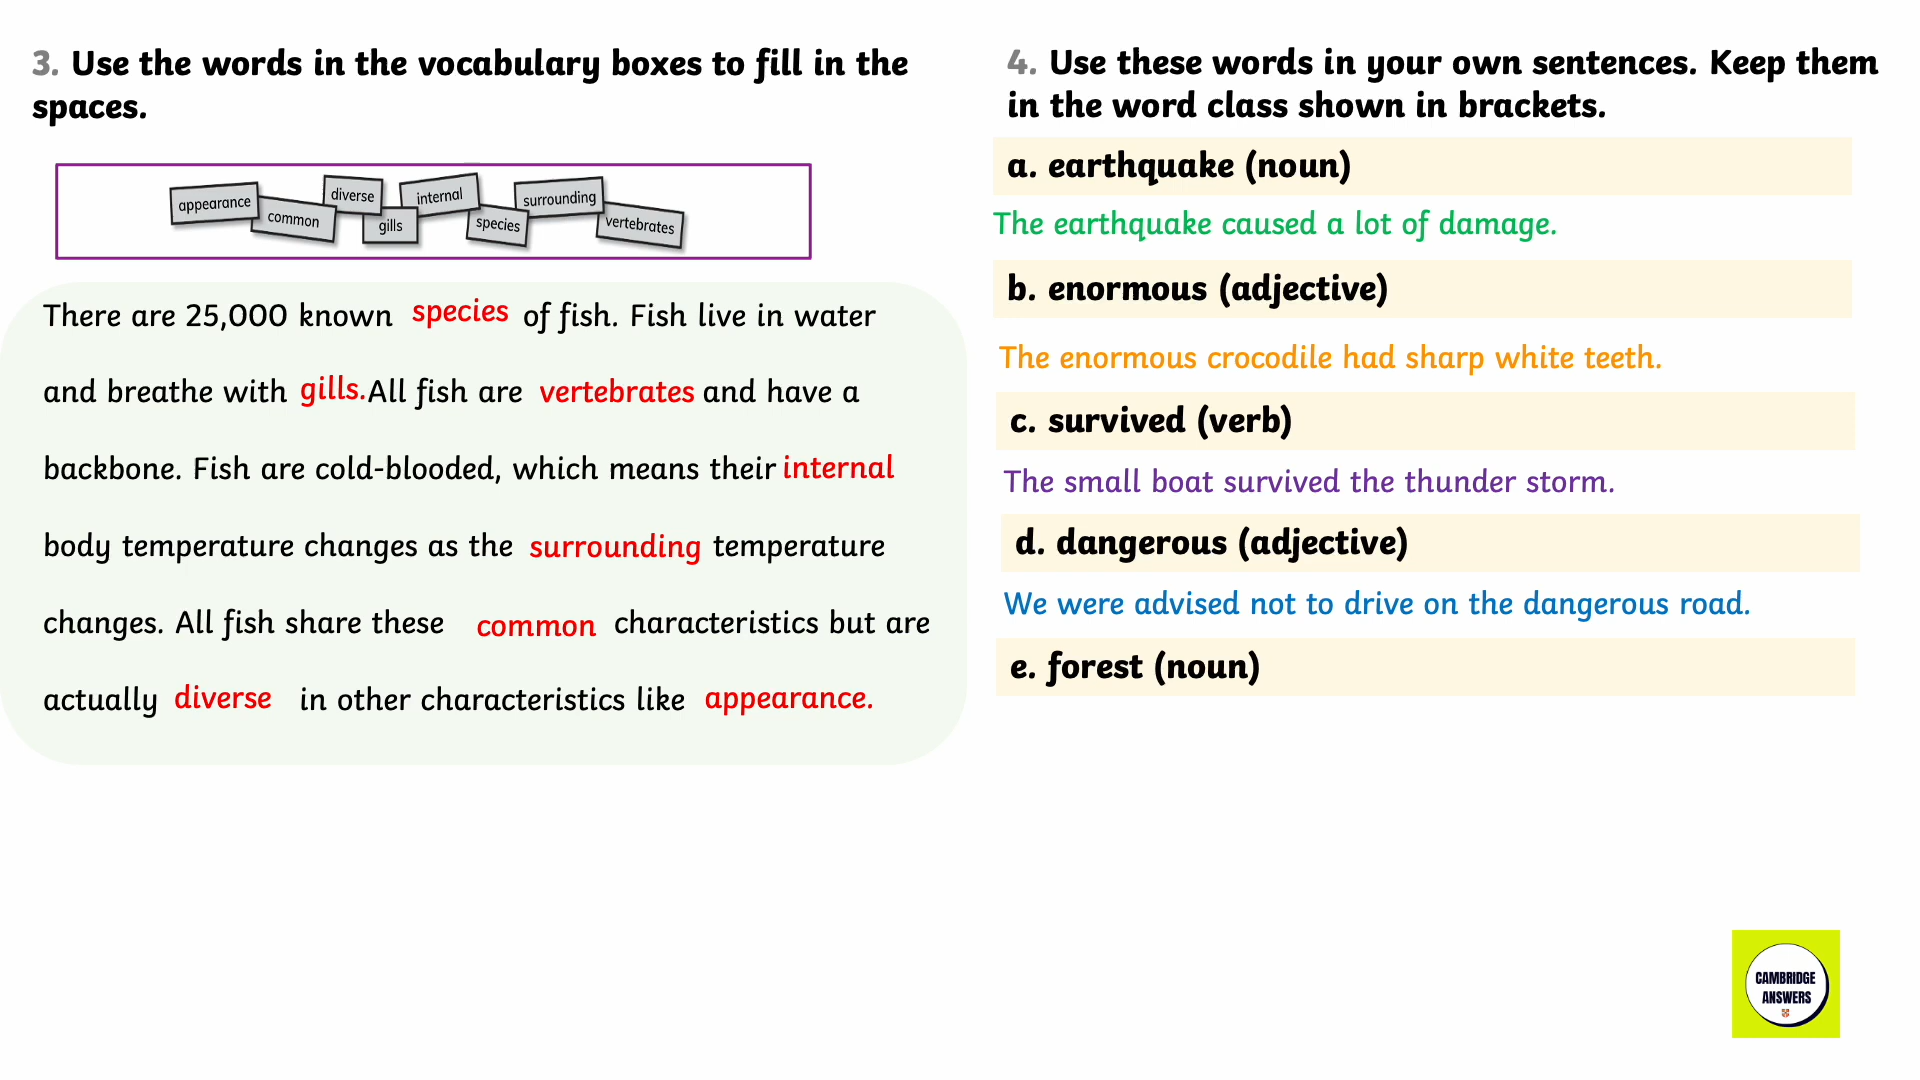 3. Use the words in the vocabulary boxes to fill in the
spaces.
appearance
common
diverse
gills
internal
species
surrounding
vertebrates
There are 25,000 known species of fish. Fish live in water
and breathe with gills.All fish are vertebrates and have a
backbone. Fish are cold-blooded, which means their internal
body temperature changes as the surrounding temperature
changes. All fish share these common characteristics but are
actually diverse in other characteristics like appearance.
4. Use these words in your own sentences. Keep them
in the word class shown in brackets.
a. earthquake (noun)
The earthquake caused a lot of damage.
b. enormous (adjective)
The enormous crocodile had sharp white teeth.
c. survived (verb)
The small boat survived the thunder storm.
d. dangerous (adjective)
We were advised not to drive on the dangerous road.
e. forest (noun)
CAMBRIDGE
ANSWERS